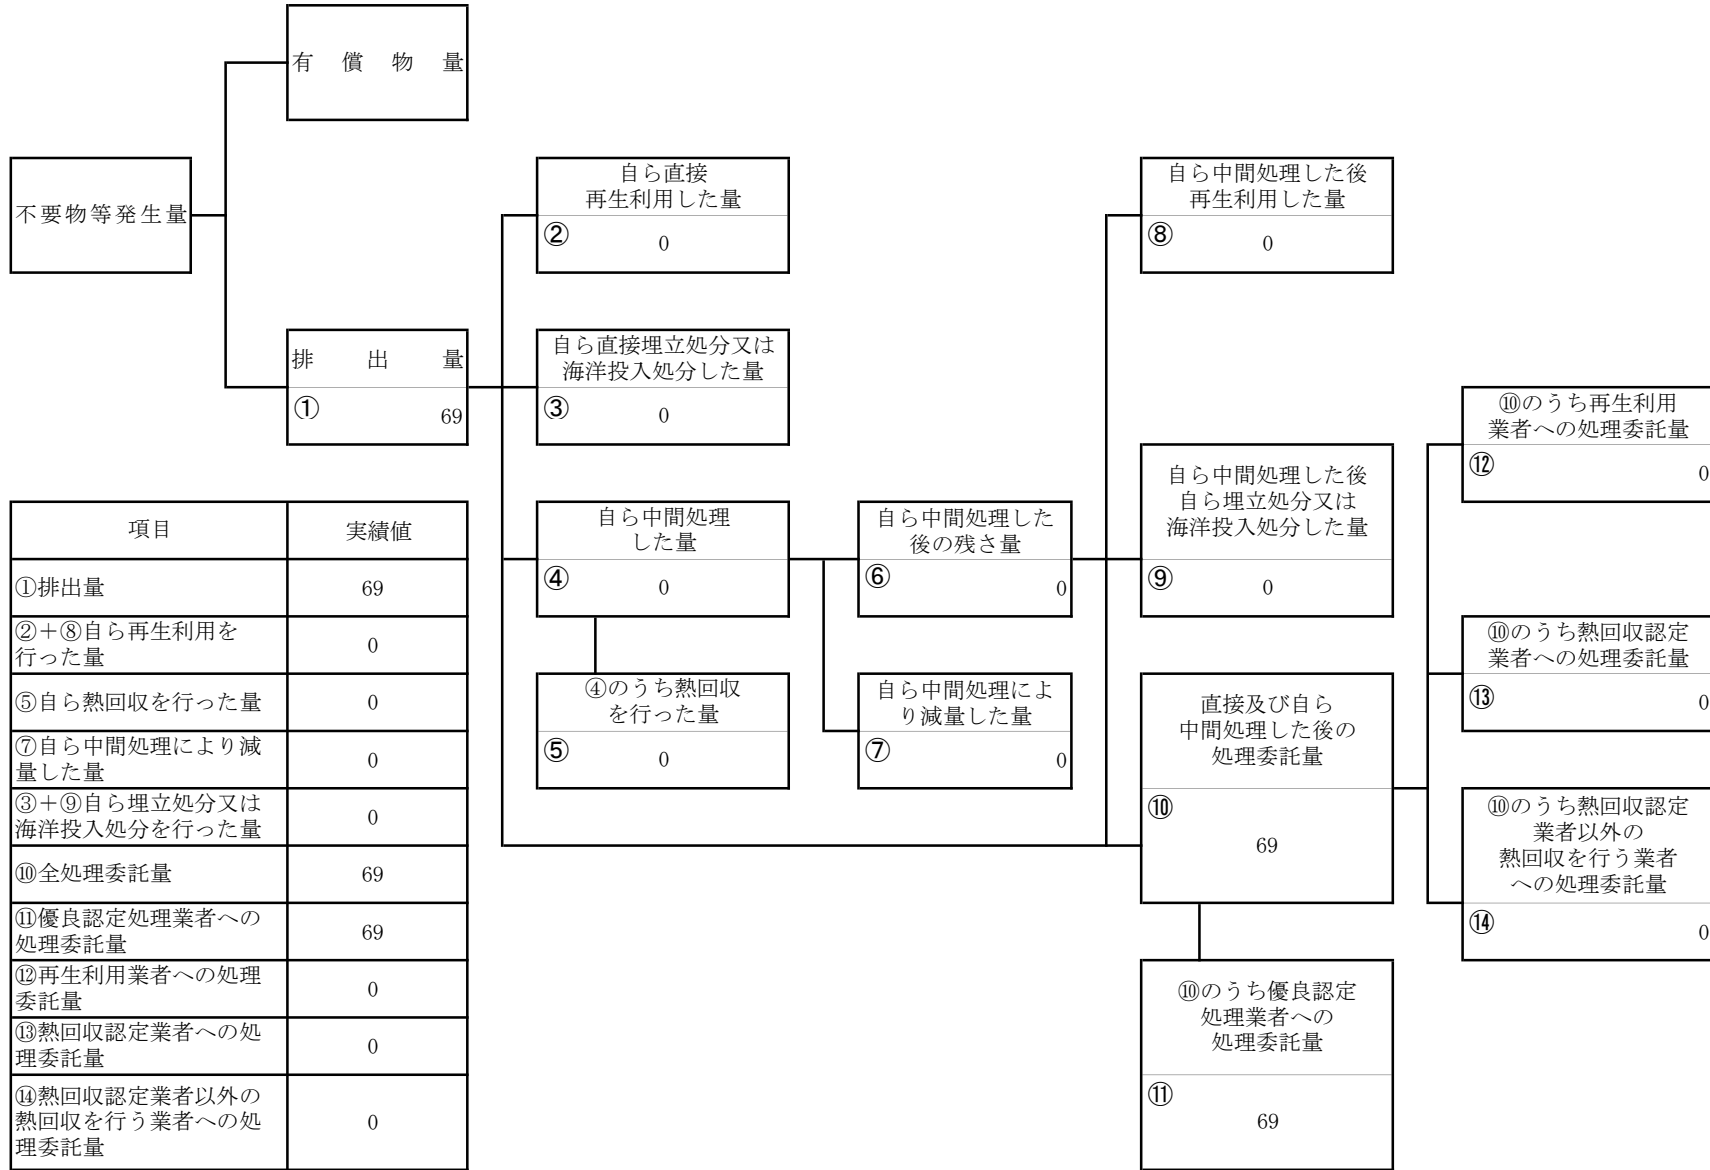 有償物量
不要物等発生量
排出量
①
69
自ら直接
再生利用した量
②
0
自ら直接埋立処分又は
海洋投入処分した量
③
0
自ら中間処理
した量
④
0
④のうち熱回収
を行った量
⑤
0
自ら中間処理した
後の残さ量
⑥
0
自ら中間処理によ
り減量した量
⑦
0
自ら中間処理した後
再生利用した量
⑧
0
自ら中間処理した後
自ら埋立処分又は
海洋投入処分した量
⑨
0
直接及び自ら
中間処理した後の
処理委託量
⑩
69
⑩のうち優良認定
処理業者への
処理委託量
⑪
69
⑩のうち再生利用
業者への処理委託量
⑫
0
⑩のうち熱回収認定
業者への処理委託量
⑬
0
⑩のうち熱回収認定
業者以外の
熱回収を行う業者
への処理委託量
⑭
0
項目 実績値
①排出量 69
②＋⑧自ら再生利用を
行った量 0
⑤自ら熱回収を行った量 0
⑦自ら中間処理により減
量した量 0
③＋⑨自ら埋立処分又は
海洋投入処分を行った量 0
⑩全処理委託量 69
⑪優良認定処理業者への
処理委託量 69
⑫再生利用業者への処理
委託量 0
⑬熱回収認定業者への処
理委託量 0
⑭熱回収認定業者以外の
熱回収を行う業者への処
理委託量 0